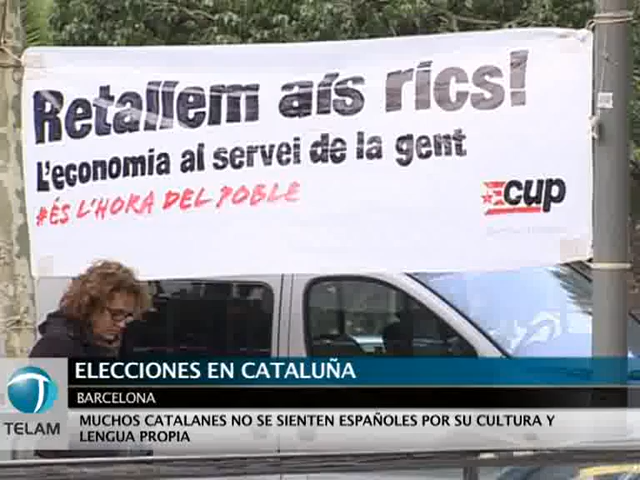 Retallem als rics!
L'economia al servei de la gent
#ÉS L'HORA DEL POBLE
cup
ELECCIONES EN CATALUÑA
BARCELONA
TELAM
MUCHOS CATALANES NO SE SIENTEN ESPAÑOLES POR SU CULTURA Y
LENGUA PROPIA